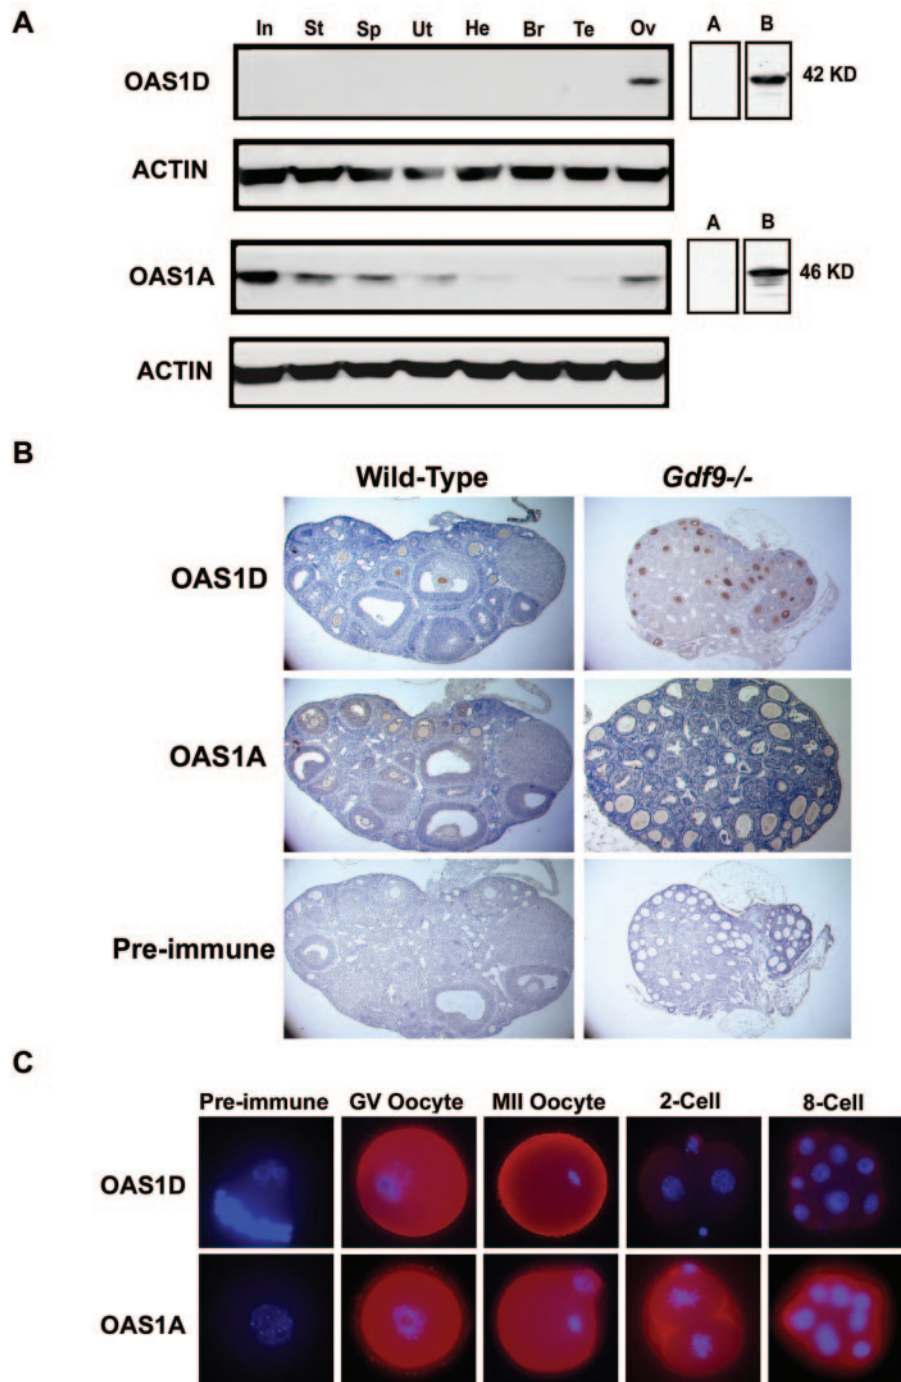 A
In St Sp Ut He Br Te Ov A B
OAS1D 42 KD
ACTIN
A B
OAS1A 46 KD
ACTIN
B
Wild-Type Gdf9-/-
OAS1D
OAS1A
Pre-immune
C
Pre-immune GV Oocyte MII Oocyte 2-Cell 8-Cell
OAS1D
OAS1A